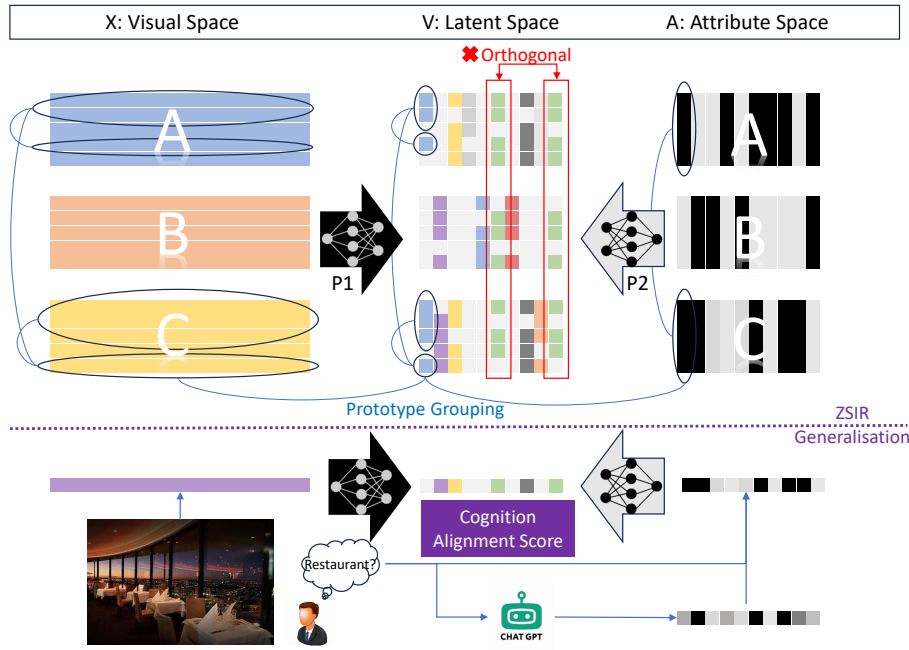 X: Visual Space
V: Latent Space
A: Attribute Space
Orthogonal
A
A
B
B
P1
P2
C
C
Prototype Grouping
ZSIR
Generalisation
Cognition
Alignment Score
Restaurant?
CHAT GPT